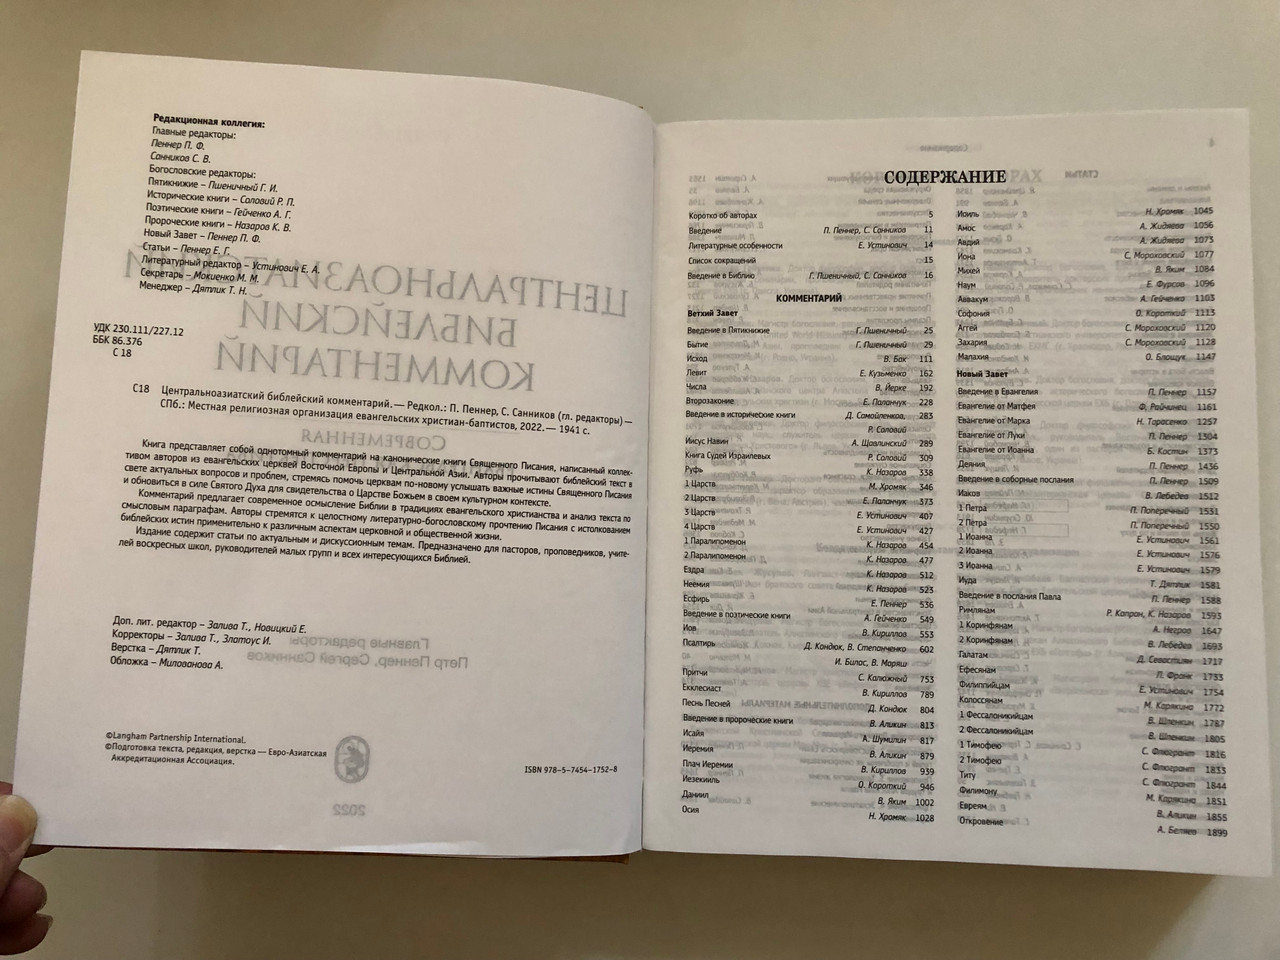 Редакционная коллегия:
Главные редакторы:
Пеннер П. Ф.
Санников С. В.
Богословские редакторы:
Пятикнижие – Пшеничный Г. И.
Исторические книги – Соловий Р. П.
Поэтические книги – Гейченко А. Г.
Пророческие книги – Назаров К. В.
Новый Завет – Пеннер П. Ф.
Статьи – Пеннер Е. Г.
Литературный редактор – Устинович Е. А.
Секретарь – Мокиенко М. М.
Менеджер – Дятлик Т. Н.
УДК 230.111/227.12
ББК 86.376
С 18
С18 Центральноазиатский библейский комментарий. — Редкол.: П. Пеннер, С. Санников (гл. редакторы) —
СПб.: Местная религиозная организация евангельских христиан-баптистов, 2022. — 1941 с.
Книга представляет собой однотомный комментарий на канонические книги Священного Писания, написанный коллек-
тивом авторов из евангельских церквей Восточной Европы и Центральной Азии. Авторы прочитывают библейский текст в
свете актуальных вопросов и проблем, стремясь помочь церквам по-новому услышать важные истины Священного Писания
и обновиться в силе Святого Духа для свидетельства о Царстве Божьем в своем культурном контексте.
Комментарий предлагает современное осмысление Библии в традициях евангельского христианства и анализ текста по
смысловым параграфам. Авторы стремятся к целостному литературно-богословскому прочтению Писания с истолкованием
библейских истин применительно к различным аспектам церковной и общественной жизни.
Издание содержит статьи по актуальным и дискуссионным темам. Предназначено для пасторов, проповедников, учите-
лей воскресных школ, руководителей малых групп и всех интересующихся Библией.
Доп. лит. редактор – Залива Т., Новицкий Е.
Корректоры – Залива Т., Златоус И.
Верстка – Дятлик Т.
Обложка – Милованова А.
©Langham Partnership International.
©Подготовка текста, редакция, верстка — Евро-Азиатская
Аккредитационная Ассоциация.
ISBN 978–5–7454–1752–8
СОДЕРЖАНИЕ
Коротко об авторах 5
Введение П. Пеннер, С. Санников 11
Литературные особенности Е. Устинович 14
Список сокращений 15
Введение в Библию Г. Пшеничный, С. Санников 16
КОММЕНТАРИЙ
Ветхий Завет
Введение в Пятикнижие Г. Пшеничный 25
Бытие Г. Пшеничный 29
Исход В. Бак 111
Левит Е. Кузьменко 162
Числа В. Йерке 192
Второзаконие Е. Папанчук 228
Введение в исторические книги Д. Самойленков, 283
Р. Соловий
Иисус Навин А. Щавлинский 289
Книга Судей Израилевых Р. Соловий 309
Руфь К. Назаров 338
1 Царств М. Хромяк 346
2 Царств Е. Папанчук 373
3 Царств Е. Устинович 407
4 Царств Е. Устинович 427
1 Паралипоменон К. Назаров 454
2 Паралипоменон К. Назаров 477
Ездра К. Назаров 512
Неемия К. Назаров 523
Есфирь Е. Пеннер 536
Введение в поэтические книги А. Гейченко 549
Иов В. Кириллов 553
Псалтирь Д. Кондюк, В. Степанченко 602
И. Билас, В. Маряш
Притчи С. Калюжный 753
Екклесиаст В. Кириллов 789
Песнь Песней Д. Кондюк 804
Введение в пророческие книги В. Аликин 813
Исайя А. Шумилин 817
Иеремия В. Аликин 879
Плач Иеремии В. Кириллов 939
Иезекииль О. Короткий 946
Даниил В. Яким 1002
Осия Н. Хромяк 1028
Иоиль Н. Хромяк 1045
Амос А. Жидяева 1056
Авдий А. Жидяева 1073
Иона С. Мороховский 1077
Михей В. Яким 1084
Наум Е. Фурсов 1096
Аввакум А. Гейченко 1103
Софония О. Короткий 1113
Аггей С. Мороховский 1120
Захария С. Мороховский 1128
Малахия О. Блощук 1147
Новый Завет
Введение в Евангелия П. Пеннер 1157
Евангелие от Матфея Ф. Райчинец 1161
Евангелие от Марка Н. Тарасенко 1257
Евангелие от Луки П. Пеннер 1304
Евангелие от Иоанна Б. Костин 1373
Деяния П. Пеннер 1436
Введение в соборные послания П. Пеннер 1509
Иаков В. Лебедев 1512
1 Петра П. Поперечный 1531
2 Петра П. Поперечный 1550
1 Иоанна Е. Устинович 1561
2 Иоанна Е. Устинович 1576
3 Иоанна Е. Устинович 1579
Иуда Т. Дятлик 1581
Введение в послания Павла П. Пеннер 1588
Римлянам Р. Капран, К. Назаров 1593
1 Коринфянам А. Негров 1647
2 Коринфянам В. Лебедев 1693
Галатам Д. Севастиян 1717
Ефесянам П. Франк 1733
Филиппийцам Е. Устинович 1754
Колоссянам М. Карякина 1772
1 Фессалоникийцам В. Шленкин 1787
2 Фессалоникийцам В. Шленкин 1805
1 Тимофею С. Флюгрант 1816
2 Тимофею С. Флюгрант 1833
Титу С. Флюгрант 1844
Филимону М. Карякина 1851
Евреям В. Аликин 1855
Откровение А. Беляев 1899